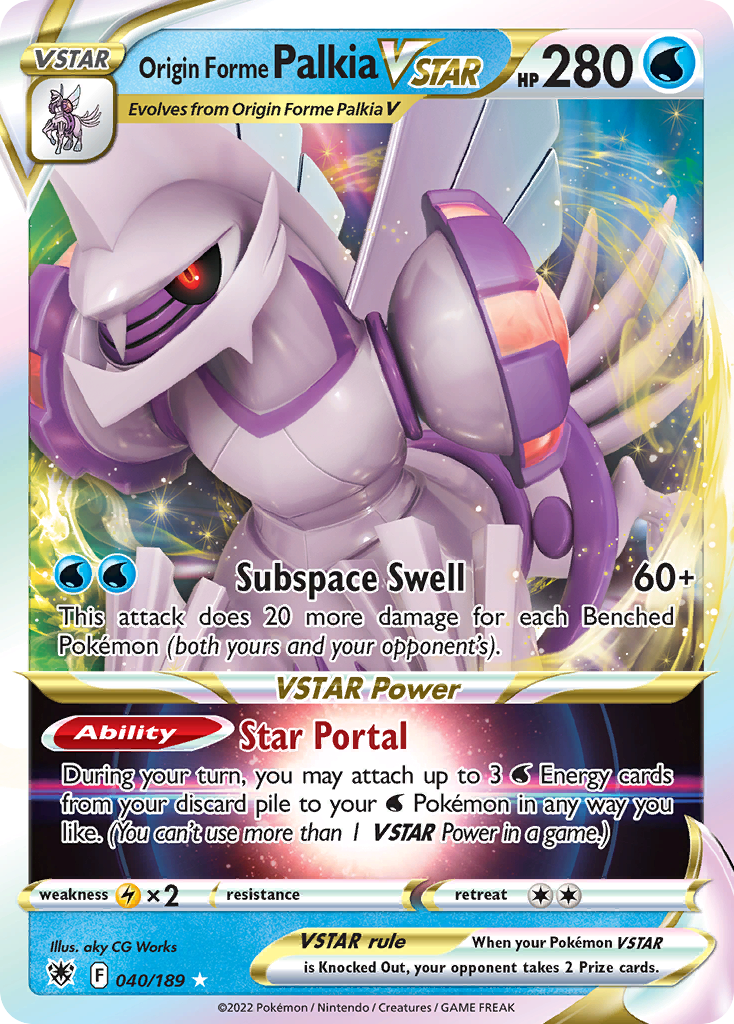 VSTAR
Origin Forme Palkia VSTAR HP 280
Evolves from Origin Forme Palkia V
Subspace Swell 60+
This attack does 20 more damage for each Benched
Pokémon (both yours and your opponent's).
VSTAR Power
Ability Star Portal
During your turn, you may attach up to 3 Energy cards
from your discard pile to your Pokémon in any way you
like. (You can't use more than 1 VSTAR Power in a game.)
weakness ×2 resistance retreat
Illus. aky CG Works
F 040/189
VSTAR rule When your Pokémon VSTAR
is Knocked Out, your opponent takes 2 Prize cards.
©2022 Pokémon / Nintendo / Creatures / GAME FREAK